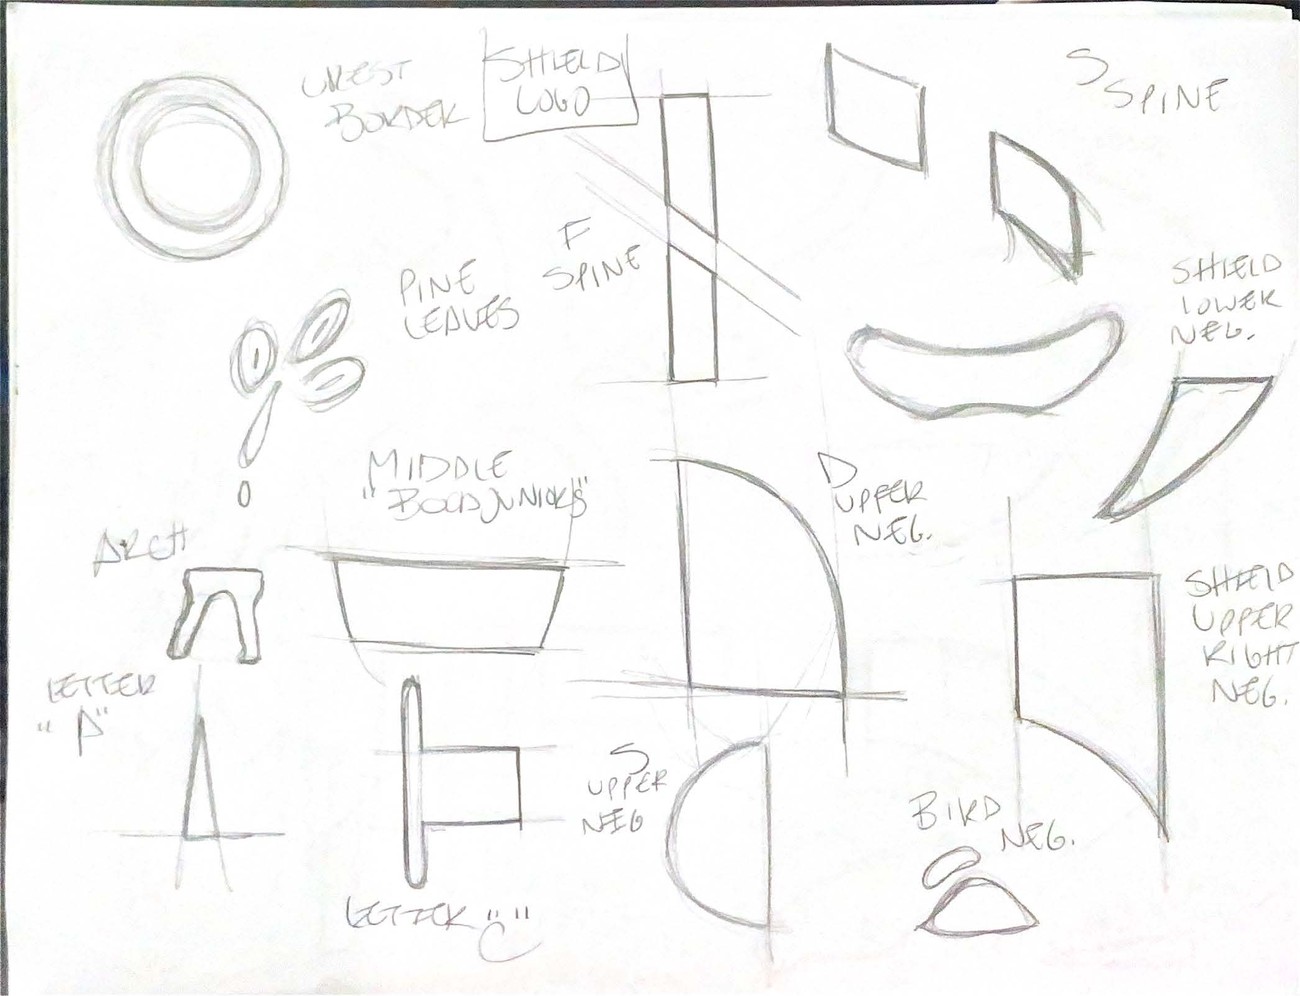 CREST
BORDER
SHIELD
LOGO
S
SPINE
F
SPINE
PINE
LEAVES
SHIELD
LOWER
NEG.
MIDDLE
"BOCAJUNIORS"
D
UPPER
NEG.
ARCH
SHIELD
UPPER
RIGHT
NEG.
LETTER
"A"
S
UPPER
NEG
BIRD
NEG.
LETTER "C"